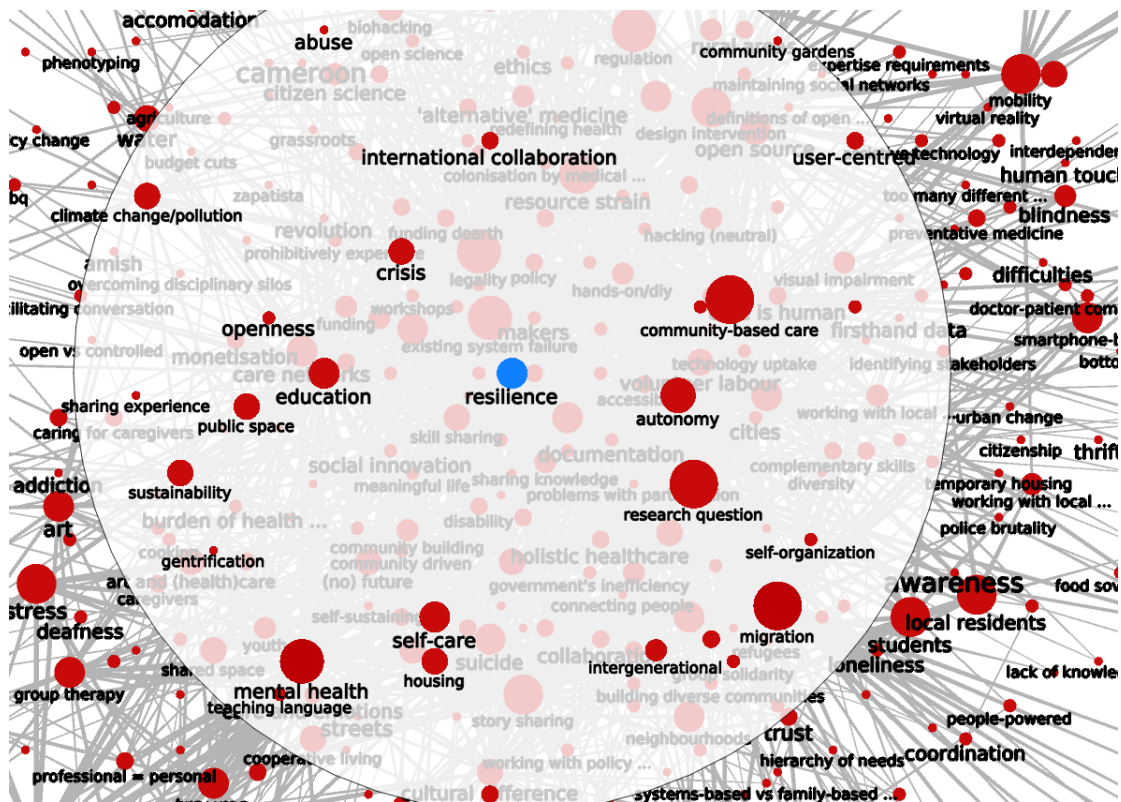 accomodation
biohacking
abuse
open science
community gardens
phenotyping
ethics
regulation
expertise requirements
cameroon
citizen science
maintaining soci
al networks
mobility
agriculture
'alternative' medicine
definitions of open ...
virtual reality
redefining health
design intervention
cy change
water
grassroots
open source
technology
interdependen
budget cuts
international collaboration
user-centred
human touch
colonisation by medical ...
bq
zapatista
resource strain
too many different ...
climate change/pollution
blindness
revolution
funding dearth
hacking (neutral)
preventative medicine
prohibitively expensive
amish
crisis
legality
policy
visual impairment
difficulties
overcoming disciplinary silos
hands-on/diy
ilitating conversation
workshops
doctor-patient com
openness
funding
makers
community-based care
is human
firsthand data
smartphone-b
existing system failure
open vs controlled
monetisation
technology uptake
identifying stakeholders
botto
care networks
volunteer labour
education
resilience
accessib
sharing experience
autonomy
working with local ...
urban change
public space
caring for caregivers
skill sharing
cities
citizenship
thrift
documentation
social innovation
complementary skills
sustainability
meaningful life
sharing knowledge
diversity
temporary housing
addiction
problems with participation
working with local ...
research question
burden of health ...
disability
police brutality
art
community building
self-organization
gentrification
cooking
community driven
holistic healthcare
art and (health)care
(no) future
government's inefficiency
awareness
food sov
caregivers
connecting people
stress
self-sustaining
local residents
deafness
self-care
migration
students
youth
refugees
shared space
suicide
collaboration
intergenerational
loneliness
lack of knowle
group therapy
housing
group solidarity
mental health
building diverse communities
teaching language
people-powered
story sharing
streets
neighbourhoods
trust
coordination
cooperative living
working with policy ...
hierarchy of needs
professional = personal
cultural difference
systems-based vs family-based ...